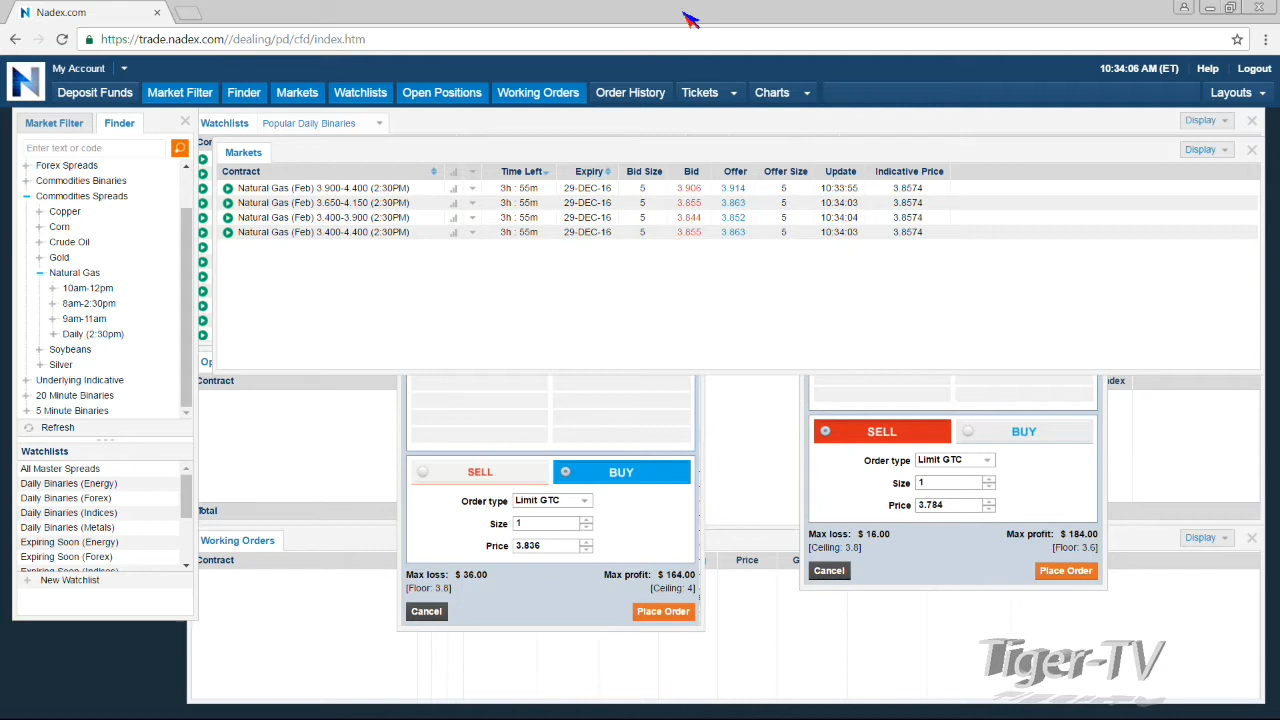 Nadex.com
https://trade.nadex.com//dealing/pd/cfd/index.htm
N My Account 10:34:06 AM (ET) Help Logout
Deposit Funds Market Filter Finder Markets Watchlists Open Positions Working Orders Order History Tickets Charts Layouts
Market Filter Finder Watchlists Popular Daily Binaries Display
Enter text or code Markets Display
Contract Time Left Expiry Bid Size Bid Offer Offer Size Update Indicative Price
Natural Gas (Feb) 3.900-4.400 (2:30PM) 3h : 55m 29-DEC-16 5 3.906 3.914 5 10:33:55 3.8574
Natural Gas (Feb) 3.650-4.150 (2:30PM) 3h : 55m 29-DEC-16 5 3.855 3.863 5 10:34:03 3.8574
Natural Gas (Feb) 3.400-3.900 (2:30PM) 3h : 55m 29-DEC-16 5 3.844 3.852 5 10:34:04 3.8574
Natural Gas (Feb) 3.400-4.400 (2:30PM) 3h : 55m 29-DEC-16 5 3.855 3.863 5 10:34:03 3.8574
Forex Spreads
Commodities Binaries
Commodities Spreads
Copper
Corn
Crude Oil
Gold
Natural Gas
10am-12pm
8am-2:30pm
9am-11am
Daily (2:30pm)
Soybeans
Silver
Underlying Indicative
20 Minute Binaries
5 Minute Binaries
Refresh
Watchlists
All Master Spreads
Daily Binaries (Energy)
Daily Binaries (Forex)
Daily Binaries (Indices)
Daily Binaries (Metals)
Expiring Soon (Energy)
Expiring Soon (Forex)
Expiring Soon (Indices)
New Watchlist
Contract
Total
Working Orders Display
Contract Price
SELL BUY
Order type Limit GTC
Size 1
Price 3.836
Max loss: $ 36.00 Max profit: $ 164.00
[Floor: 3.8] [Ceiling: 4]
Cancel Place Order
SELL BUY
Order type Limit GTC
Size 1
Price 3.784
Max loss: $ 16.00 Max profit: $ 184.00
[Ceiling: 3.8] [Floor: 3.6]
Cancel Place Order
Tiger-TV